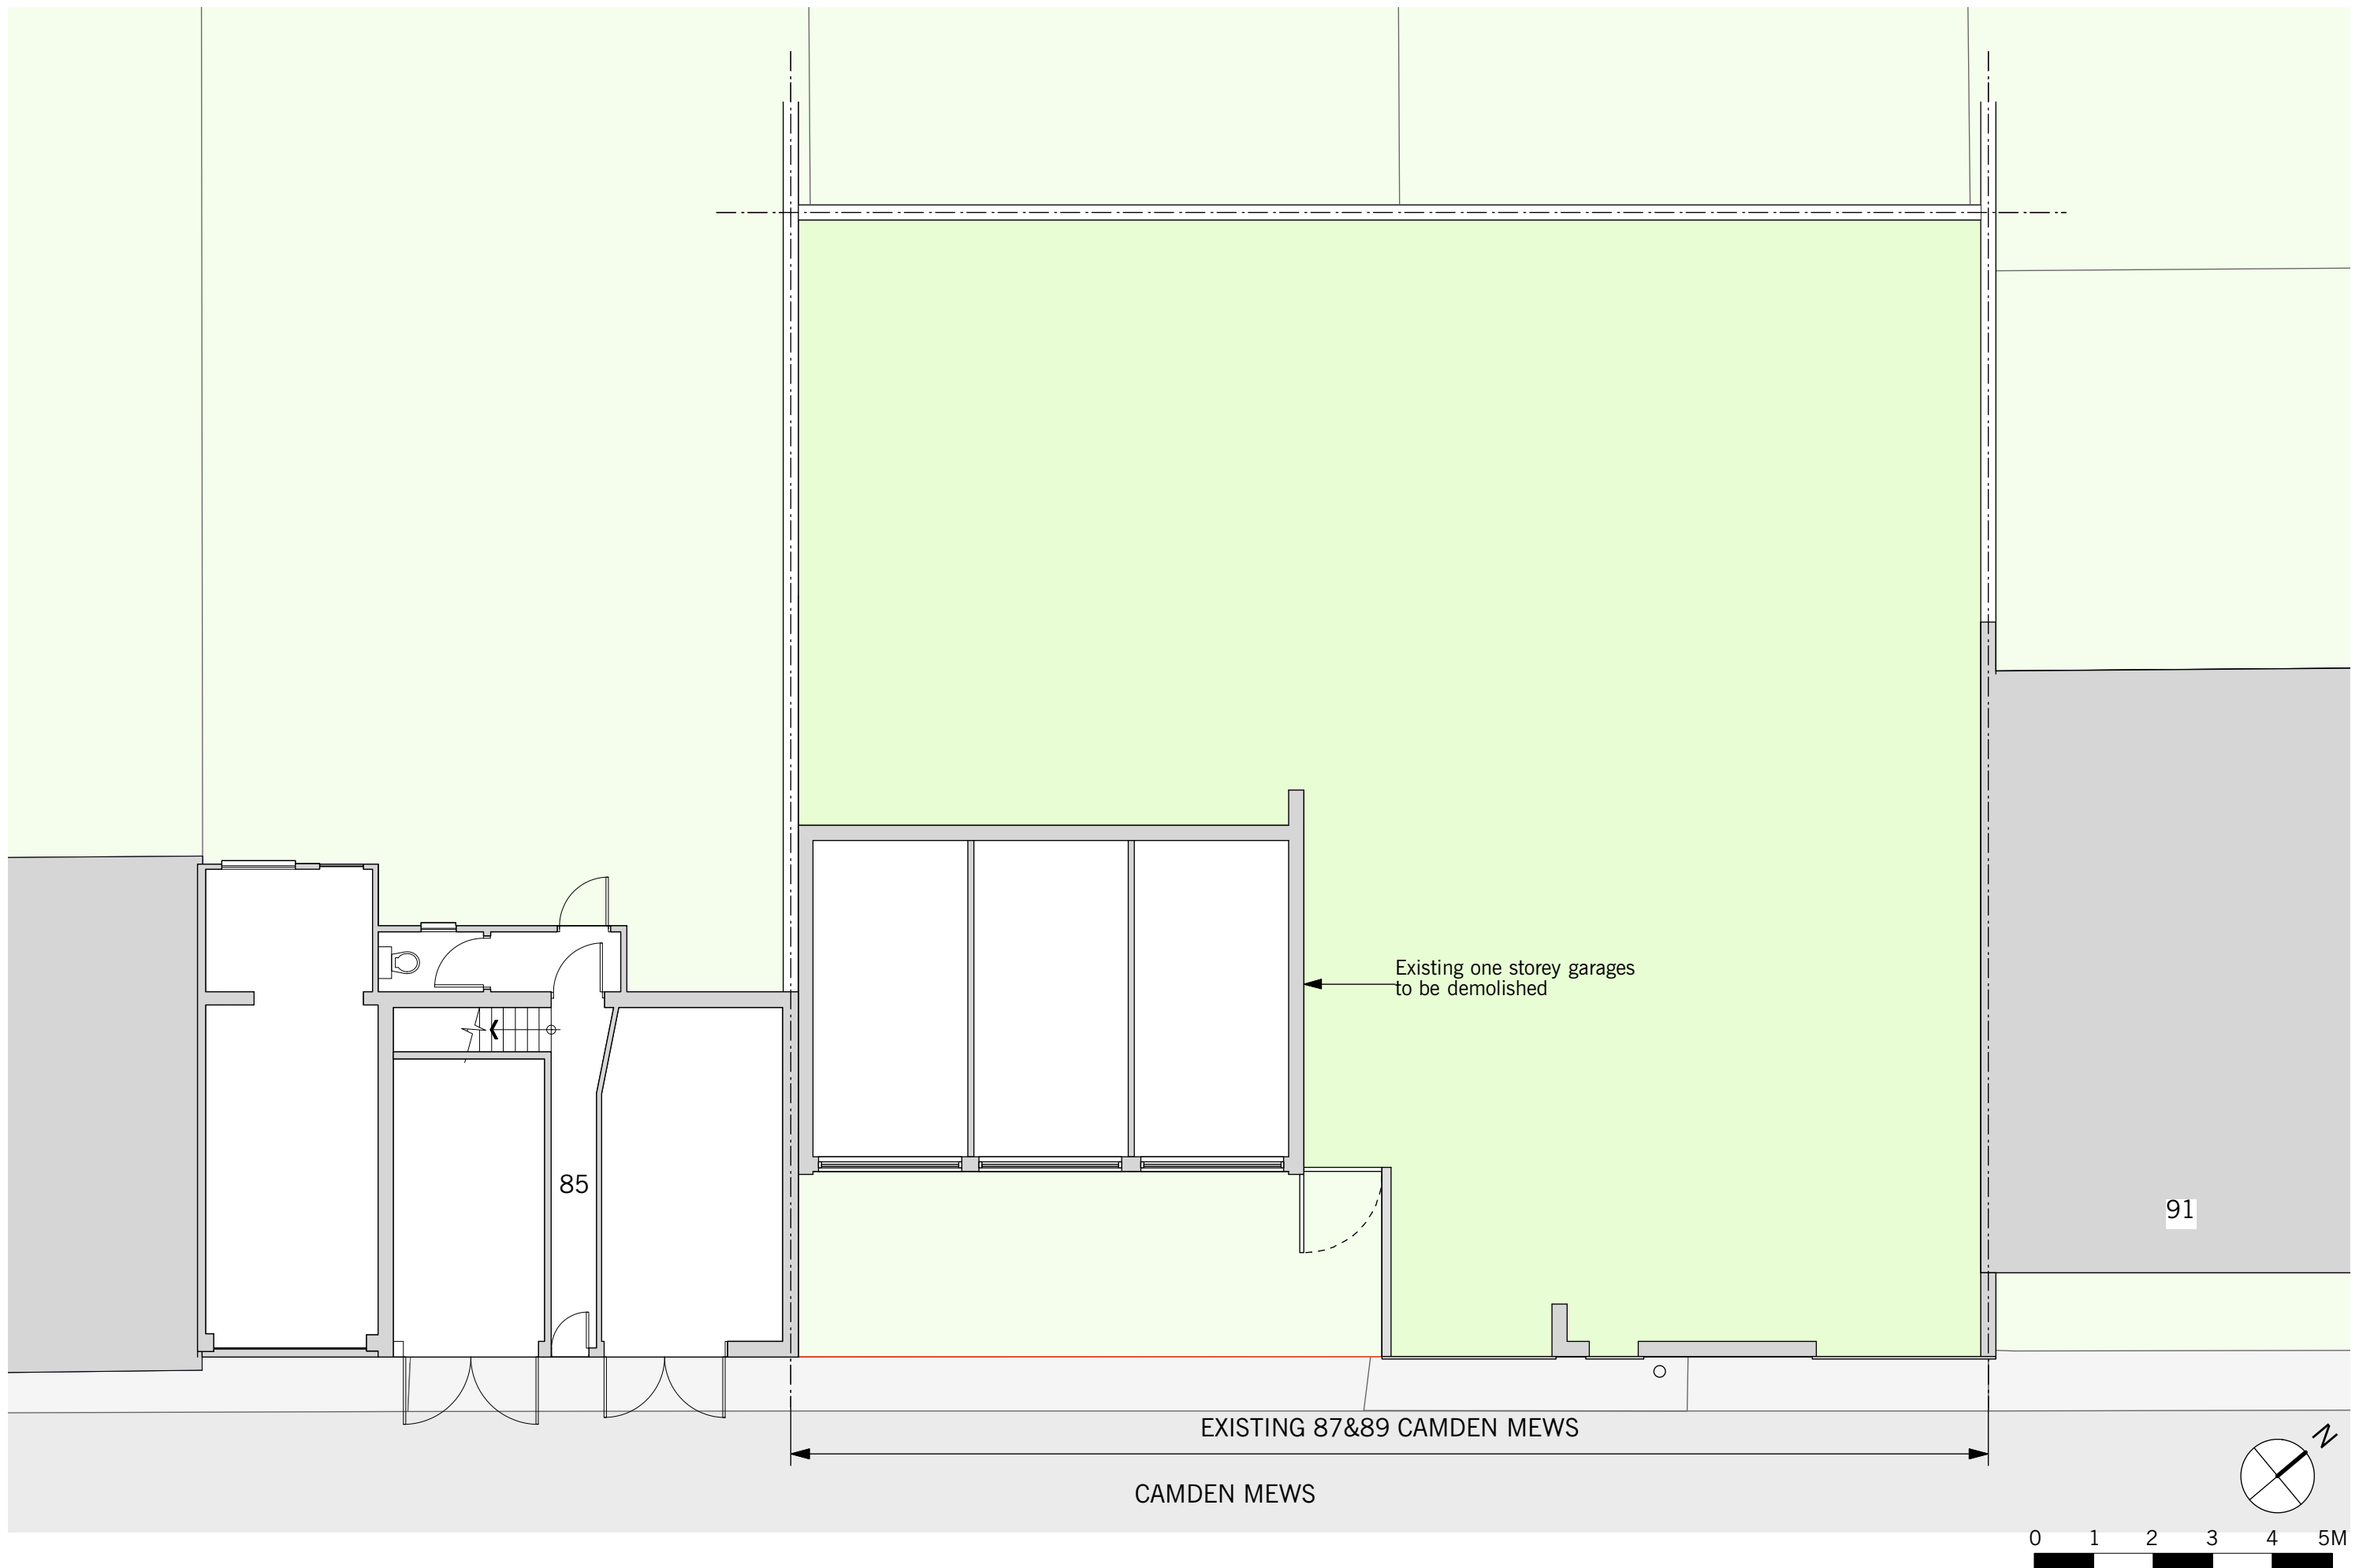 Existing one storey garages
to be demolished
85
91
EXISTING 87&89 CAMDEN MEWS
N
CAMDEN MEWS
0 1 2 3 4 5M